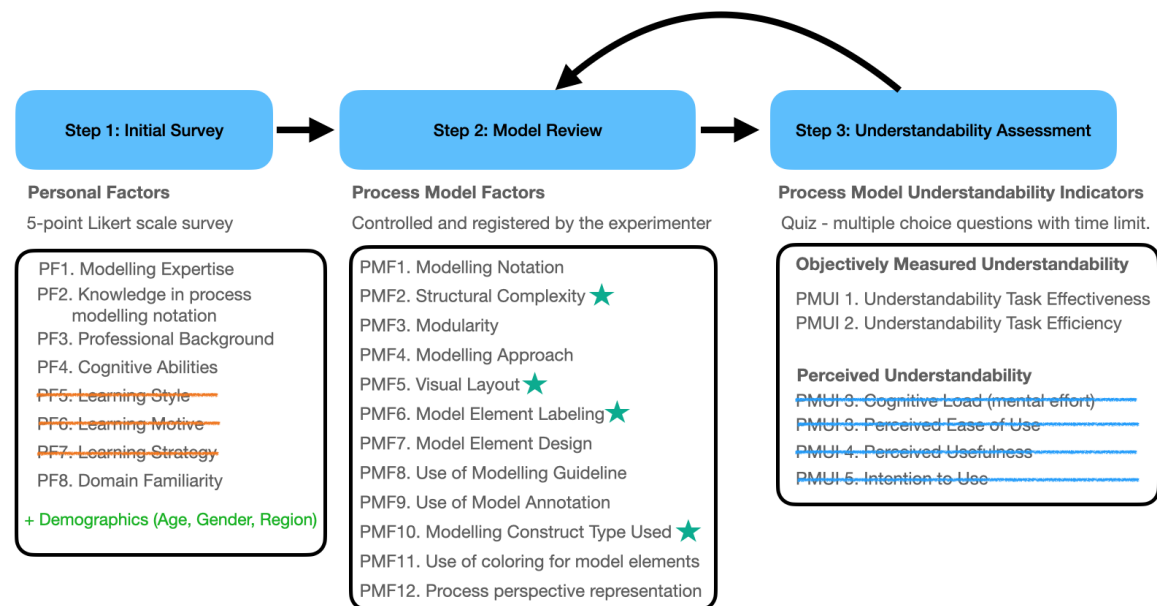 Step 1: Initial Survey
Step 2: Model Review
Step 3: Understandability Assessment
Personal Factors
5-point Likert scale survey
PF1. Modelling Expertise
PF2. Knowledge in process
modelling notation
PF3. Professional Background
PF4. Cognitive Abilities
PF5. Learning Style
PF6. Learning Motive
PF7. Learning Strategy
PF8. Domain Familiarity
+ Demographics (Age, Gender, Region)
Process Model Factors
Controlled and registered by the experimenter
PMF1. Modelling Notation
PMF2. Structural Complexity
PMF3. Modularity
PMF4. Modelling Approach
PMF5. Visual Layout
PMF6. Model Element Labeling
PMF7. Model Element Design
PMF8. Use of Modelling Guideline
PMF9. Use of Model Annotation
PMF10. Modelling Construct Type Used
PMF11. Use of coloring for model elements
PMF12. Process perspective representation
Process Model Understandability Indicators
Quiz - multiple choice questions with time limit.
Objectively Measured Understandability
PMUI 1. Understandability Task Effectiveness
PMUI 2. Understandability Task Efficiency
Perceived Understandability
PMUI 3. Cognitive Load (mental effort)
PMUI 3. Perceived Ease of Use
PMUI 4. Perceived Usefulness
PMUI 5. Intention to Use